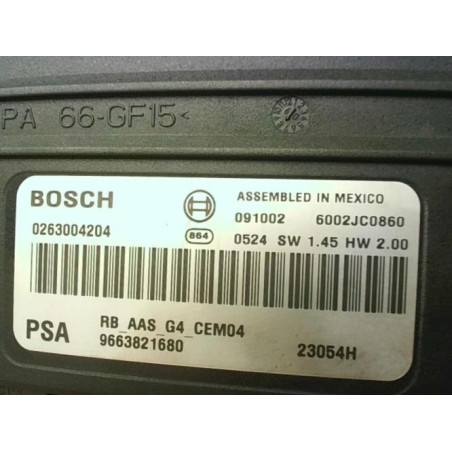 PA 66-GF15<
BOSCH
ASSEMBLED IN MEXICO
0263004204
091002 6002JC0860
864
0524 SW 1.45 HW 2.00
PSA
RB_AAS_G4_CEM04
9663821680
23054H